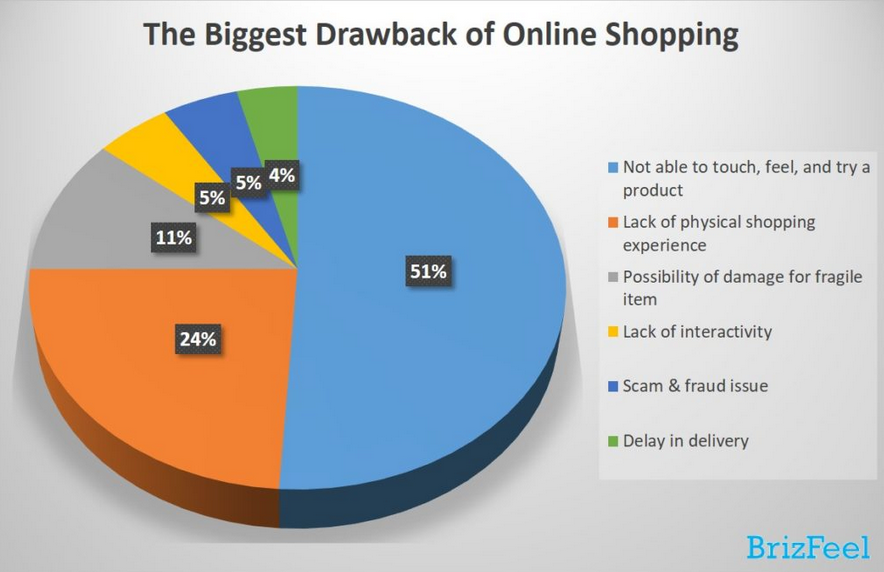 The Biggest Drawback of Online Shopping
4%
5%
5%
11%
51%
24%
Not able to touch, feel, and try a
product
Lack of physical shopping
experience
Possibility of damage for fragile
item
Lack of interactivity
Scam & fraud issue
Delay in delivery
BrizFeel